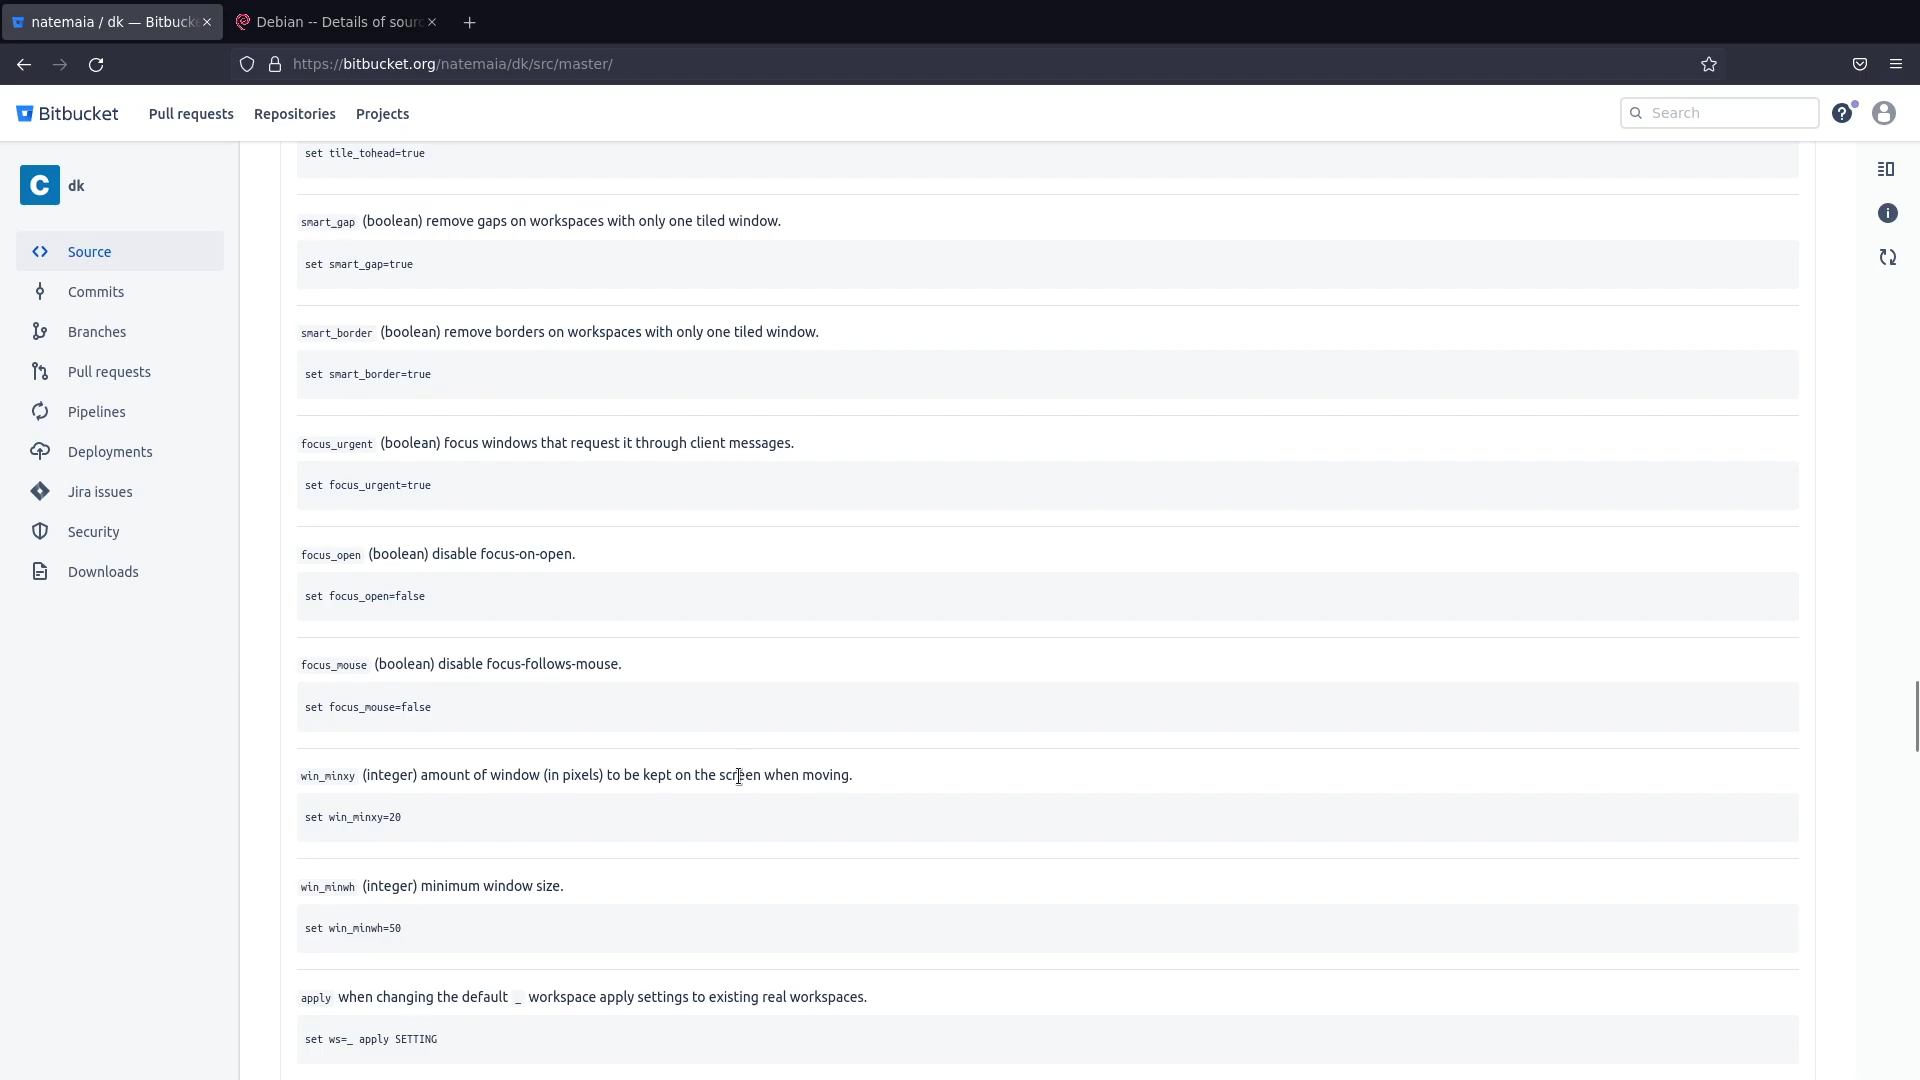 natemaia / dk — Bitbuck
Debian -- Details of sour
https://bitbucket.org/natemaia/dk/src/master/
Bitbucket
Pull requests
Repositories
Projects
Search
?
C
dk
Source
Commits
Branches
Pull requests
Pipelines
Deployments
Jira issues
Security
Downloads
set tile_tohead=true
smart_gap (boolean) remove gaps on workspaces with only one tiled window.
set smart_gap=true
smart_border (boolean) remove borders on workspaces with only one tiled window.
set smart_border=true
focus_urgent (boolean) focus windows that request it through client messages.
set focus_urgent=true
focus_open (boolean) disable focus-on-open.
set focus_open=false
focus_mouse (boolean) disable focus-follows-mouse.
set focus_mouse=false
win_minxy (integer) amount of window (in pixels) to be kept on the screen when moving.
set win_minxy=20
win_minwh (integer) minimum window size.
set win_minwh=50
apply when changing the default _ workspace apply settings to existing real workspaces.
set ws=_ apply SETTING